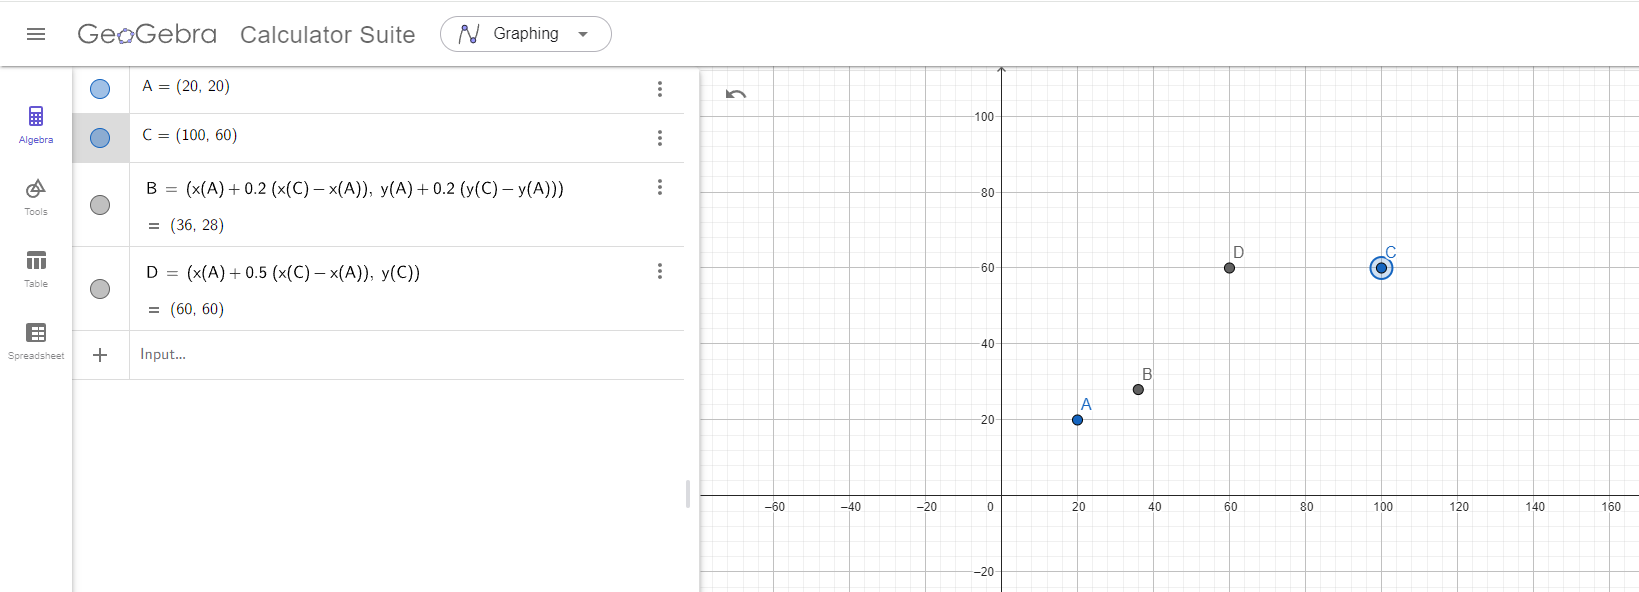 GeoGebra Calculator Suite Graphing
Algebra
Tools
Table
Spreadsheet
A = (20, 20)
C = (100, 60)
B = (x(A) + 0.2 (x(C) – x(A)), y(A) + 0.2 (y(C) – y(A)))
= (36, 28)
D = (x(A) + 0.5 (x(C) – x(A)), y(C))
= (60, 60)
+ Input...
100
80
60
40
20
–20
–60 –40 –20 0 20 40 60 80 100 120 140 160
D
C
B
A